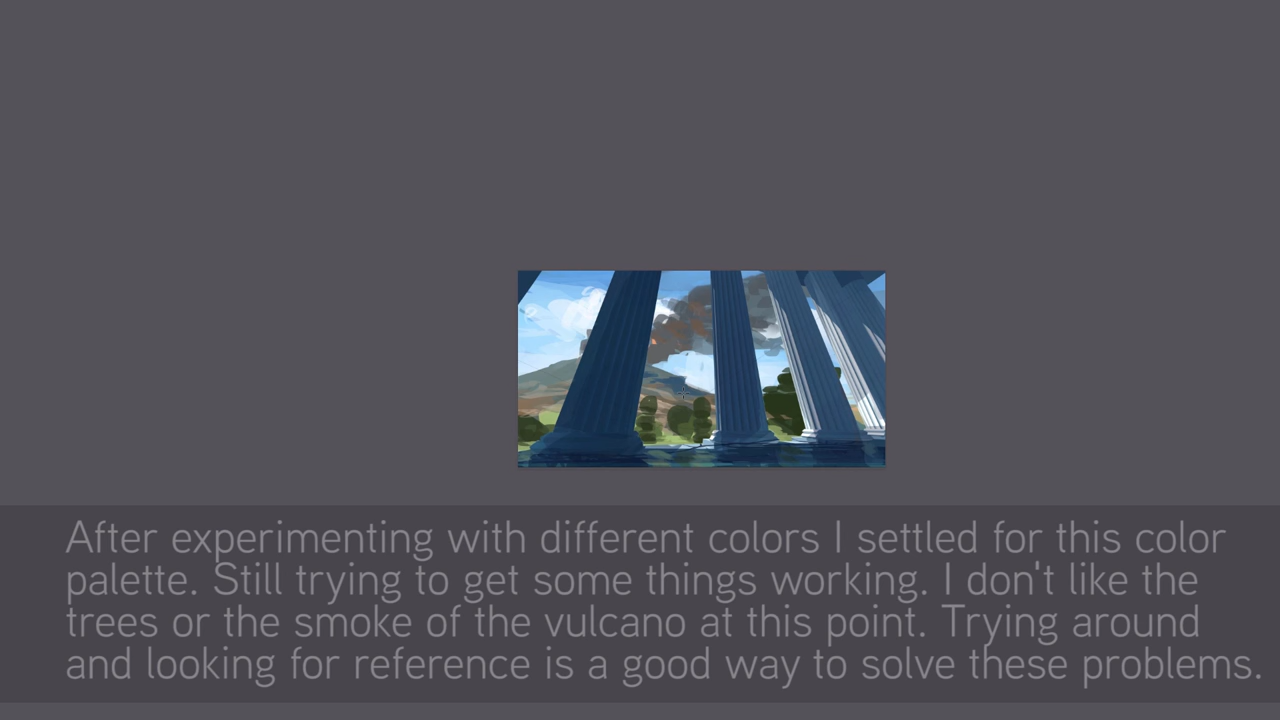 After experimenting with different colors I settled for this color
palette. Still trying to get some things working. I don't like the
trees or the smoke of the vulcano at this point. Trying around
and looking for reference is a good way to solve these problems.